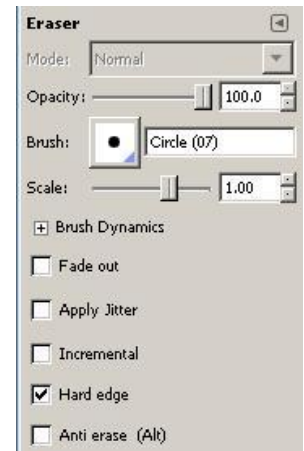 Eraser
Mode: Normal
Opacity: 100.0
Brush: Circle (07)
Scale: 1.00
Brush Dynamics
Fade out
Apply Jitter
Incremental
Hard edge
Anti erase (Alt)